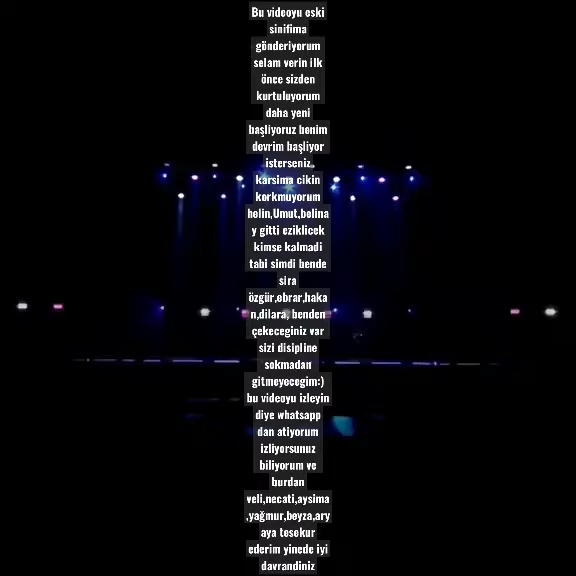 Bu videoyu eski
sinifima
gönderiyorum
selam verin ilk
önce sizden
kurtuluyorum
daha yeni
başliyoruz benim
devrim başliyor
isterseniz
karsima cikin
korkmuyorum
helin,Umut,belina
y gitti eziklicek
kimse kalmadi
tabi simdi bende
sira
özgür,ebrar,haka
n,dilara, benden
çekeceginiz var
sizi disipline
sokmadan
gitmeyecegim:)
bu videoyu izleyin
diye whatsapp
dan atiyorum
izliyorsunuz
biliyorum ve
burdan
veli,necati,aysima
,yağmur,beyza,ary
aya tesekur
ederim yinede iyi
davrandiniz